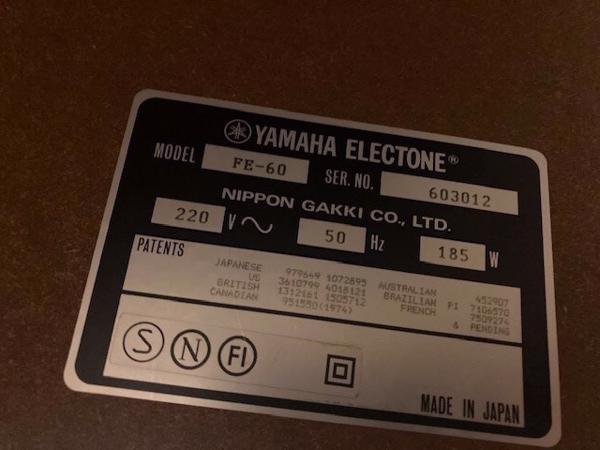 YAMAHA ELECTONE®
MODEL FE-60 SER. NO. 603012
NIPPON GAKKI CO., LTD.
220 V ~ 50 Hz 185 W
PATENTS
JAPANESE 979649 1072895 AUSTRALIAN 452907
US 3610799 4018121 BRAZILIAN PI 7106570
BRITISH 1312161 1505712 FRENCH 7509274
CANADIAN 951550(1974) & PENDING
S N FI
MADE IN JAPAN